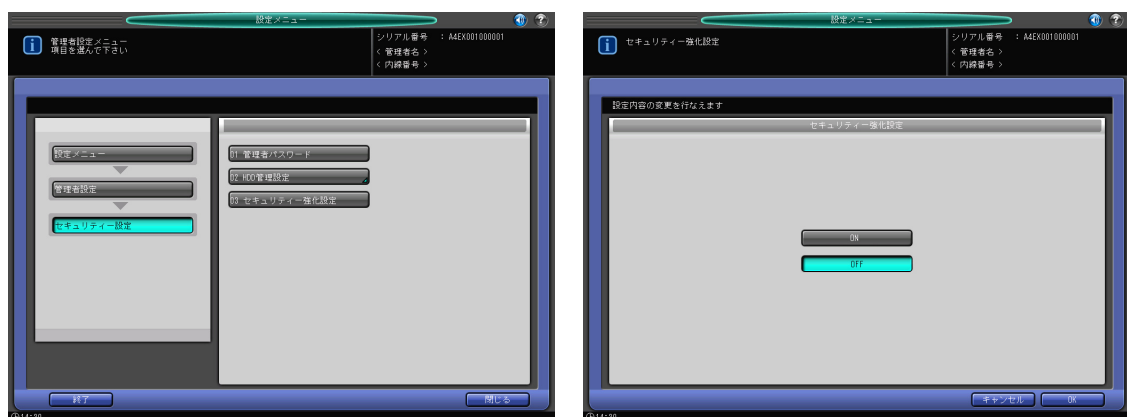 設定メニュー
管理者設定メニュー
項目を選んで下さい
シリアル番号 : A4EX001000001
< 管理者名 >
< 内線番号 >
設定メニュー
管理者設定
セキュリティー設定
01 管理者パスワード
02 HDD管理設定
03 セキュリティー強化設定
終了
閉じる
設定メニュー
セキュリティー強化設定
シリアル番号 : A4EX001000001
< 管理者名 >
< 内線番号 >
設定内容の変更を行なえます
セキュリティー強化設定
ON
OFF
キャンセル
OK